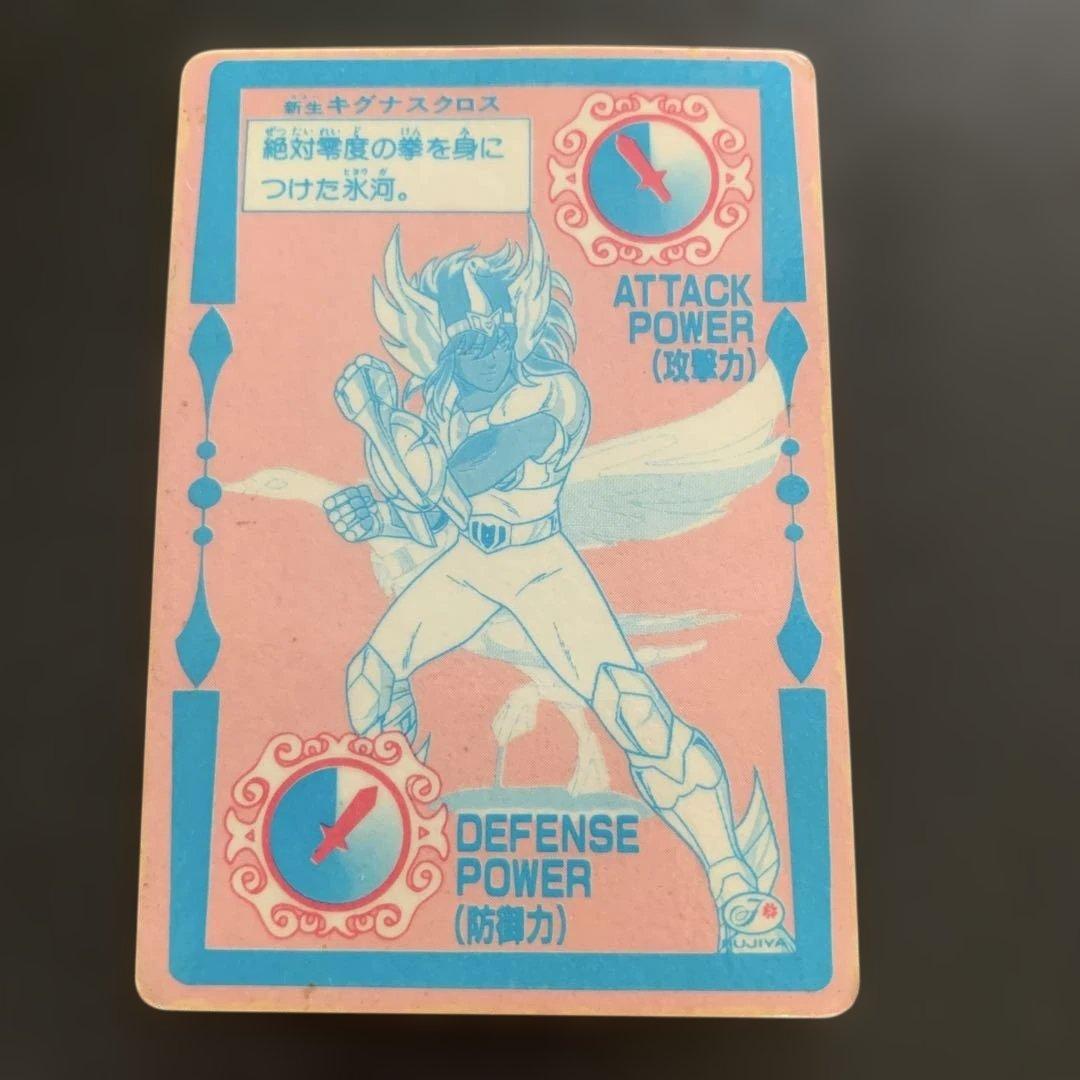 新生キグナスクロス
絶対零度の拳を身に
つけた氷河。
ATTACK
POWER
(攻撃力)
DEFENSE
POWER
(防御力)
FUJIYA